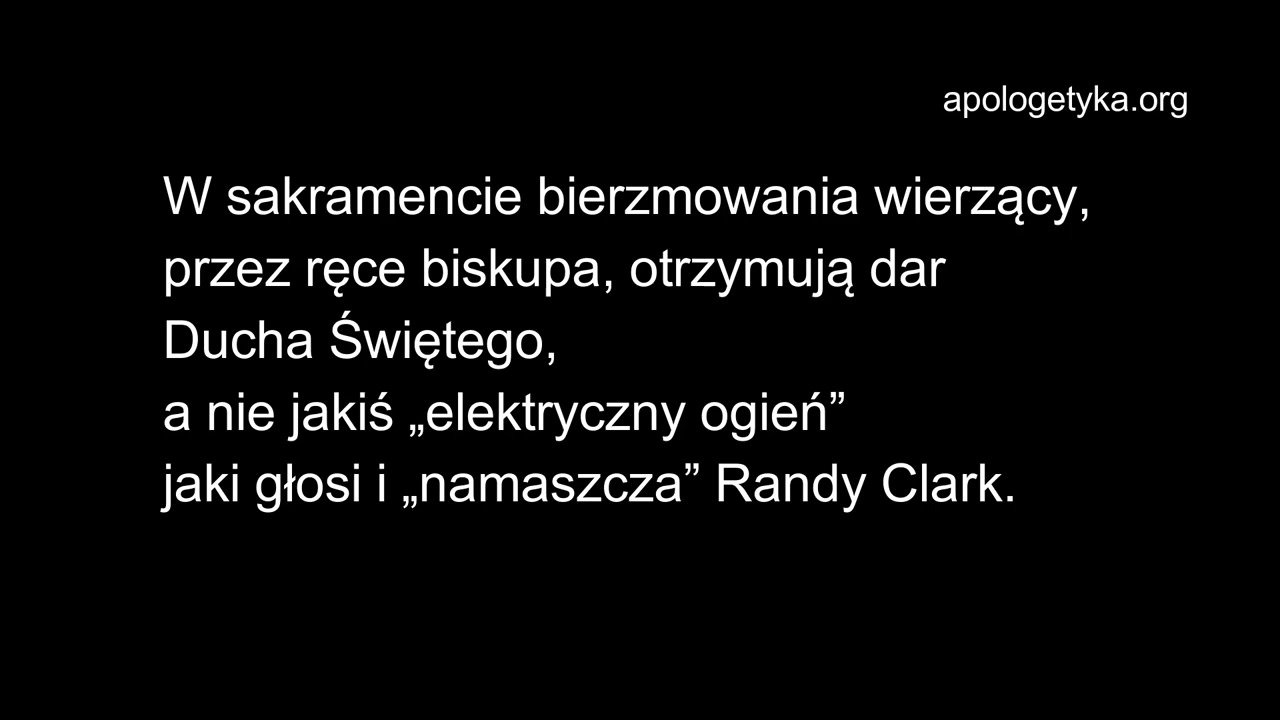 apologetyka.org
W sakramencie bierzmowania wierzący,
przez ręce biskupa, otrzymują dar
Ducha Świętego,
a nie jakiś „elektryczny ogień”
jaki głosi i „namaszcza” Randy Clark.